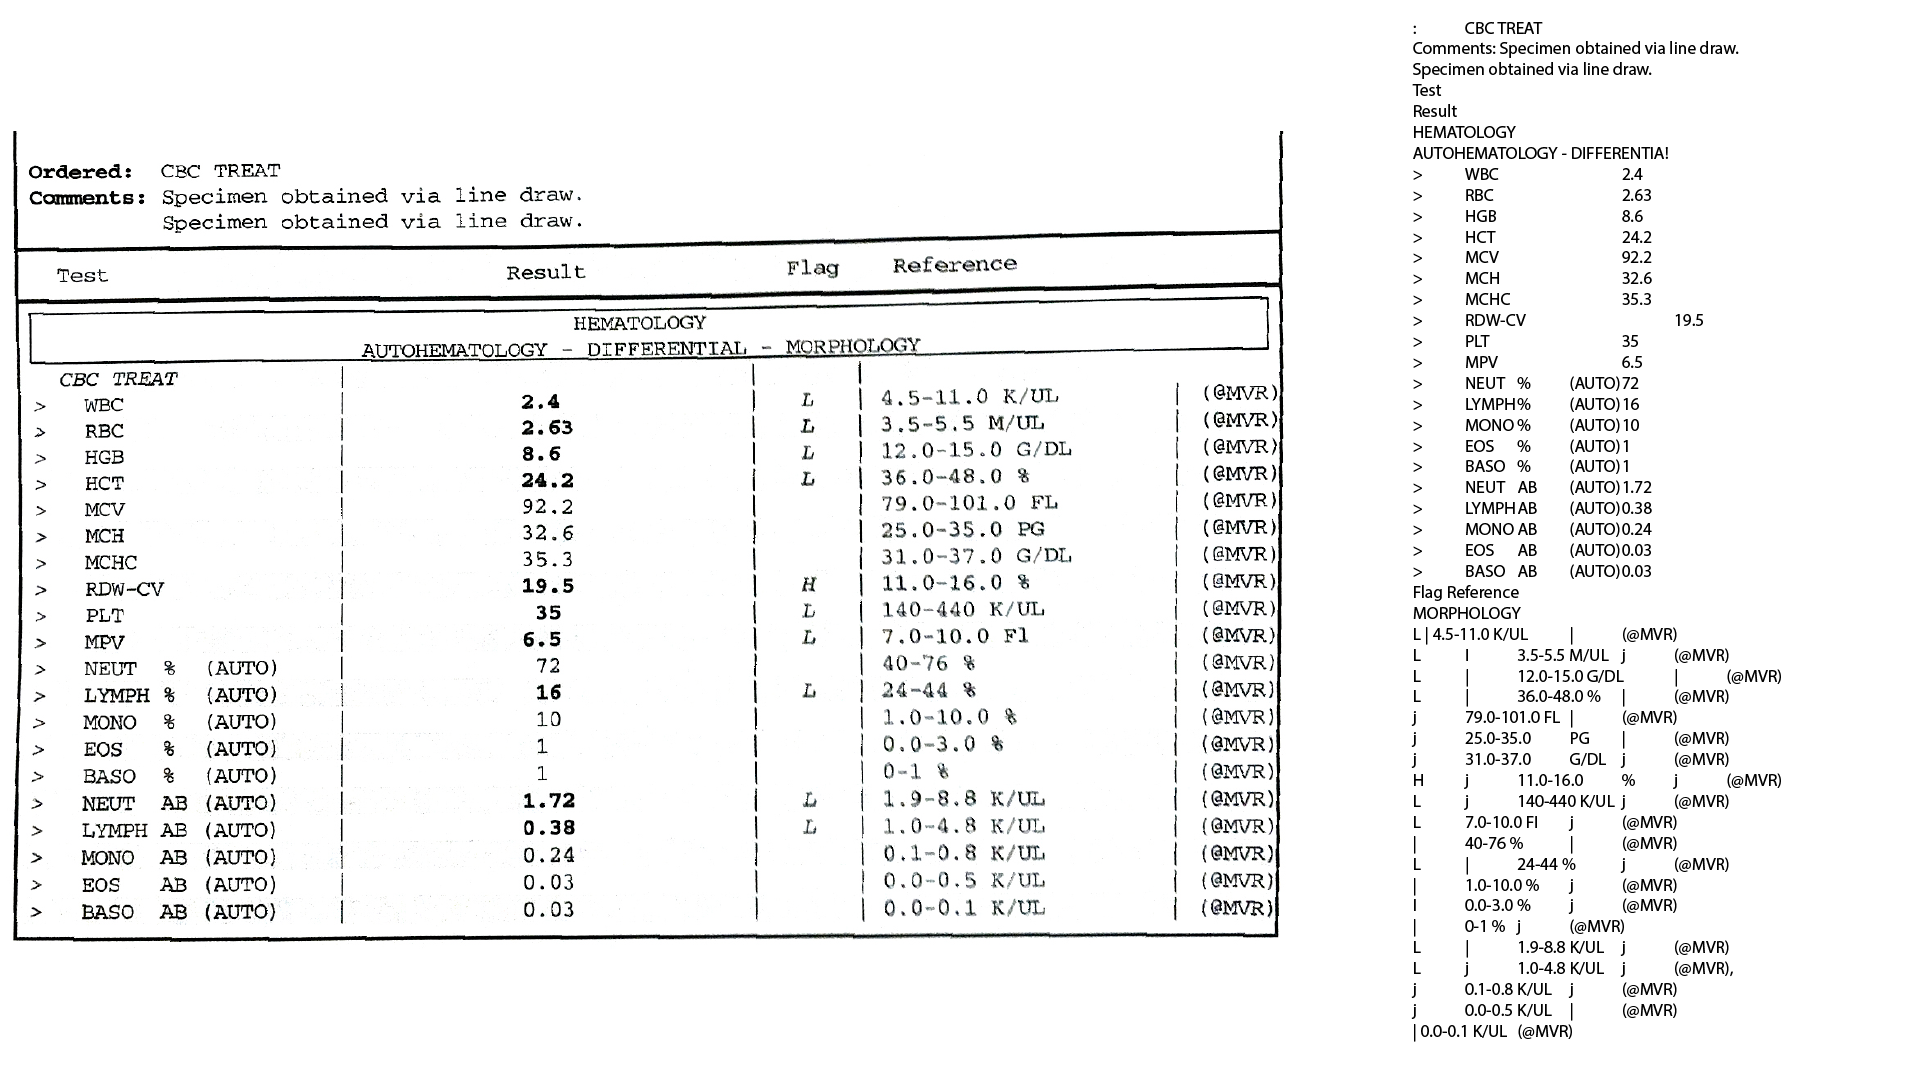 Ordered: CBC TREAT
Comments: Specimen obtained via line draw.
Specimen obtained via line draw.
Test Result Flag Reference
HEMATOLOGY
AUTOHEMATOLOGY - DIFFERENTIAL - MORPHOLOGY
CBC TREAT
> WBC | 2.4 | L | 4.5-11.0 K/UL | (@MVR)
> RBC | 2.63 | L | 3.5-5.5 M/UL | (@MVR)
> HGB | 8.6 | L | 12.0-15.0 G/DL | (@MVR)
> HCT | 24.2 | L | 36.0-48.0 % | (@MVR)
> MCV | 92.2 | | 79.0-101.0 FL | (@MVR)
> MCH | 32.6 | | 25.0-35.0 PG | (@MVR)
> MCHC | 35.3 | | 31.0-37.0 G/DL | (@MVR)
> RDW-CV | 19.5 | H | 11.0-16.0 % | (@MVR)
> PLT | 35 | L | 140-440 K/UL | (@MVR)
> MPV | 6.5 | L | 7.0-10.0 Fl | (@MVR)
> NEUT % (AUTO) | 72 | | 40-76 % | (@MVR)
> LYMPH % (AUTO) | 16 | L | 24-44 % | (@MVR)
> MONO % (AUTO) | 10 | | 1.0-10.0 % | (@MVR)
> EOS % (AUTO) | 1 | | 0.0-3.0 % | (@MVR)
> BASO % (AUTO) | 1 | | 0-1 % | (@MVR)
> NEUT AB (AUTO) | 1.72 | L | 1.9-8.8 K/UL | (@MVR)
> LYMPH AB (AUTO) | 0.38 | L | 1.0-4.8 K/UL | (@MVR)
> MONO AB (AUTO) | 0.24 | | 0.1-0.8 K/UL | (@MVR)
> EOS AB (AUTO) | 0.03 | | 0.0-0.5 K/UL | (@MVR)
> BASO AB (AUTO) | 0.03 | | 0.0-0.1 K/UL | (@MVR)
: CBC TREAT
Comments: Specimen obtained via line draw.
Specimen obtained via line draw.
Test
Result
HEMATOLOGY
AUTOHEMATOLOGY - DIFFERENTIA!
> WBC 2.4
> RBC 2.63
> HGB 8.6
> HCT 24.2
> MCV 92.2
> MCH 32.6
> MCHC 35.3
> RDW-CV 19.5
> PLT 35
> MPV 6.5
> NEUT % (AUTO) 72
> LYMPH % (AUTO) 16
> MONO % (AUTO) 10
> EOS % (AUTO) 1
> BASO % (AUTO) 1
> NEUT AB (AUTO) 1.72
> LYMPH AB (AUTO) 0.38
> MONO AB (AUTO) 0.24
> EOS AB (AUTO) 0.03
> BASO AB (AUTO) 0.03
Flag Reference
MORPHOLOGY
L | 4.5-11.0 K/UL | (@MVR)
L l 3.5-5.5 M/UL j (@MVR)
L | 12.0-15.0 G/DL | (@MVR)
L | 36.0-48.0 % | (@MVR)
j 79.0-101.0 FL | (@MVR)
j 25.0-35.0 PG | (@MVR)
j 31.0-37.0 G/DL j (@MVR)
H j 11.0-16.0 % j (@MVR)
L j 140-440 K/UL j (@MVR)
L 7.0-10.0 Fl j (@MVR)
| 40-76 % | (@MVR)
L | 24-44 % j (@MVR)
| 1.0-10.0 % j (@MVR)
l 0.0-3.0 % j (@MVR)
| 0-1 % j (@MVR)
L | 1.9-8.8 K/UL j (@MVR)
L j 1.0-4.8 K/UL j (@MVR),
j 0.1-0.8 K/UL j (@MVR)
j 0.0-0.5 K/UL | (@MVR)
| 0.0-0.1 K/UL (@MVR)